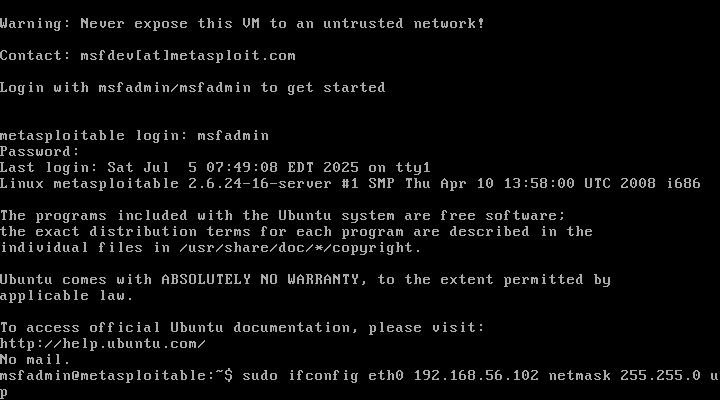 Warning: Never expose this VM to an untrusted network!
Contact: msfdev[at]metasploit.com
Login with msfadmin/msfadmin to get started
metasploitable login: msfadmin
Password:
Last login: Sat Jul  5 07:49:08 EDT 2025 on tty1
Linux metasploitable 2.6.24-16-server #1 SMP Thu Apr 10 13:58:00 UTC 2008 i686
The programs included with the Ubuntu system are free software;
the exact distribution terms for each program are described in the
individual files in /usr/share/doc/*/copyright.
Ubuntu comes with ABSOLUTELY NO WARRANTY, to the extent permitted by
applicable law.
To access official Ubuntu documentation, please visit:
http://help.ubuntu.com/
No mail.
msfadmin@metasploitable:~$ sudo ifconfig eth0 192.168.56.102 netmask 255.255.0 u
p